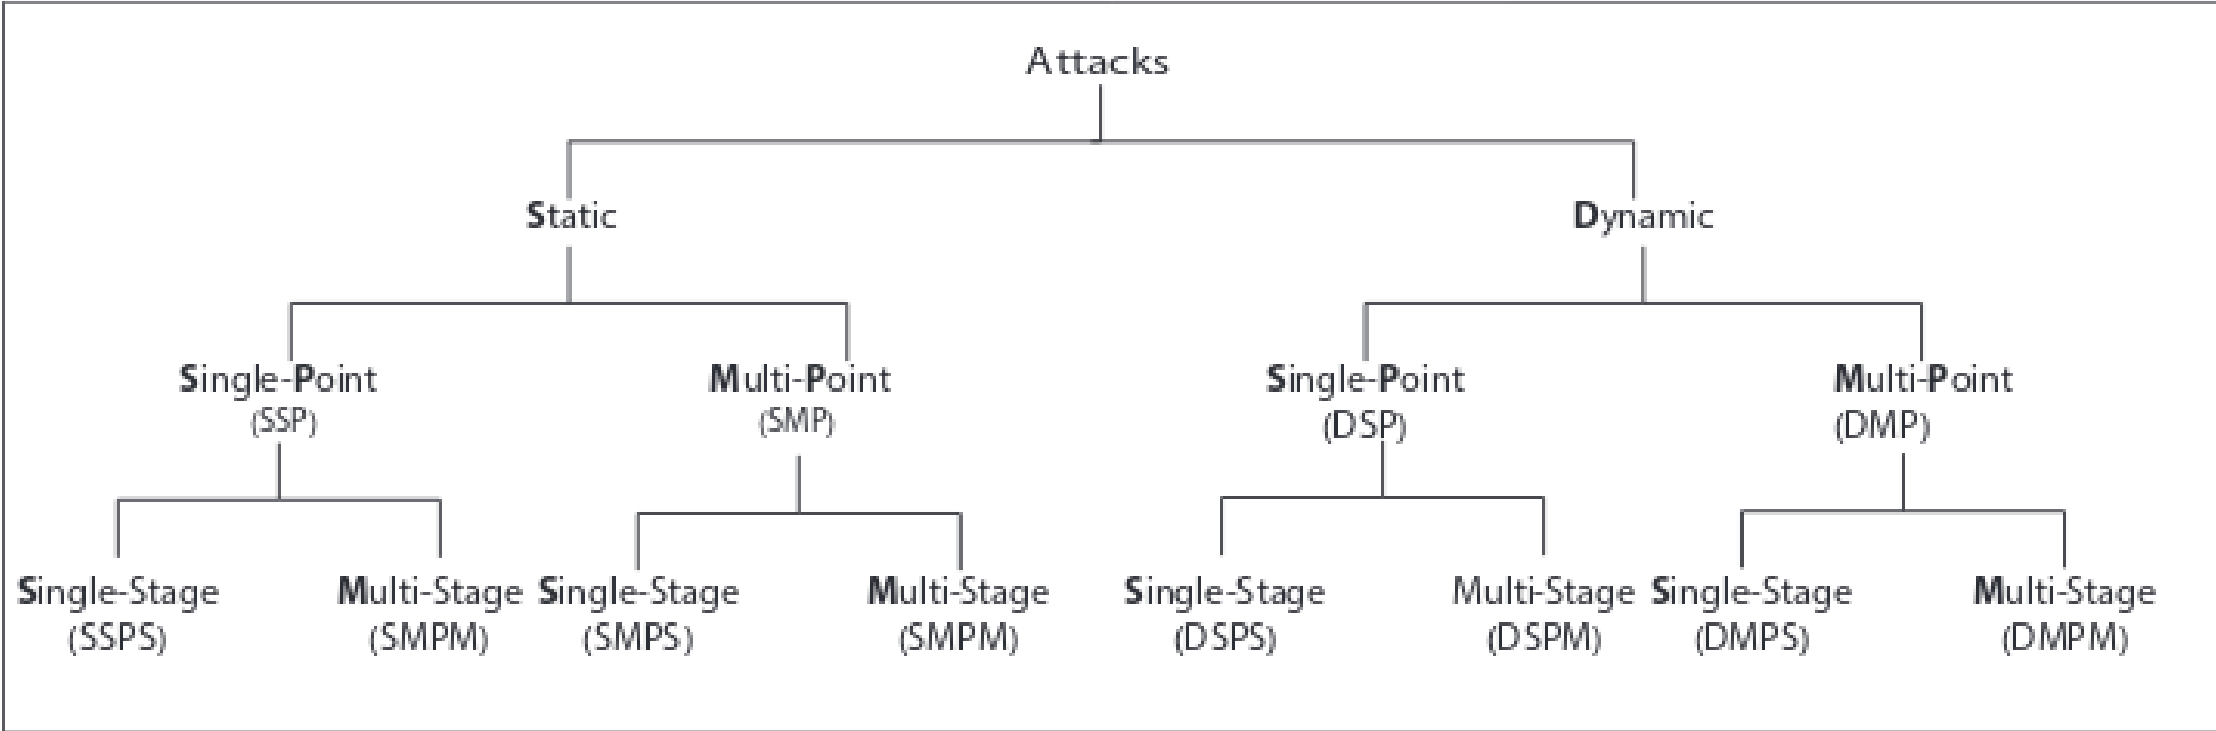 Attacks
Static
Dynamic
Single-Point
(SSP)
Multi-Point
(SMP)
Single-Point
(DSP)
Multi-Point
(DMP)
Single-Stage
(SSPS)
Multi-Stage
(SMPM)
Single-Stage
(SMPS)
Multi-Stage
(SMPM)
Single-Stage
(DSPS)
Multi-Stage
(DSPM)
Single-Stage
(DMPS)
Multi-Stage
(DMPM)